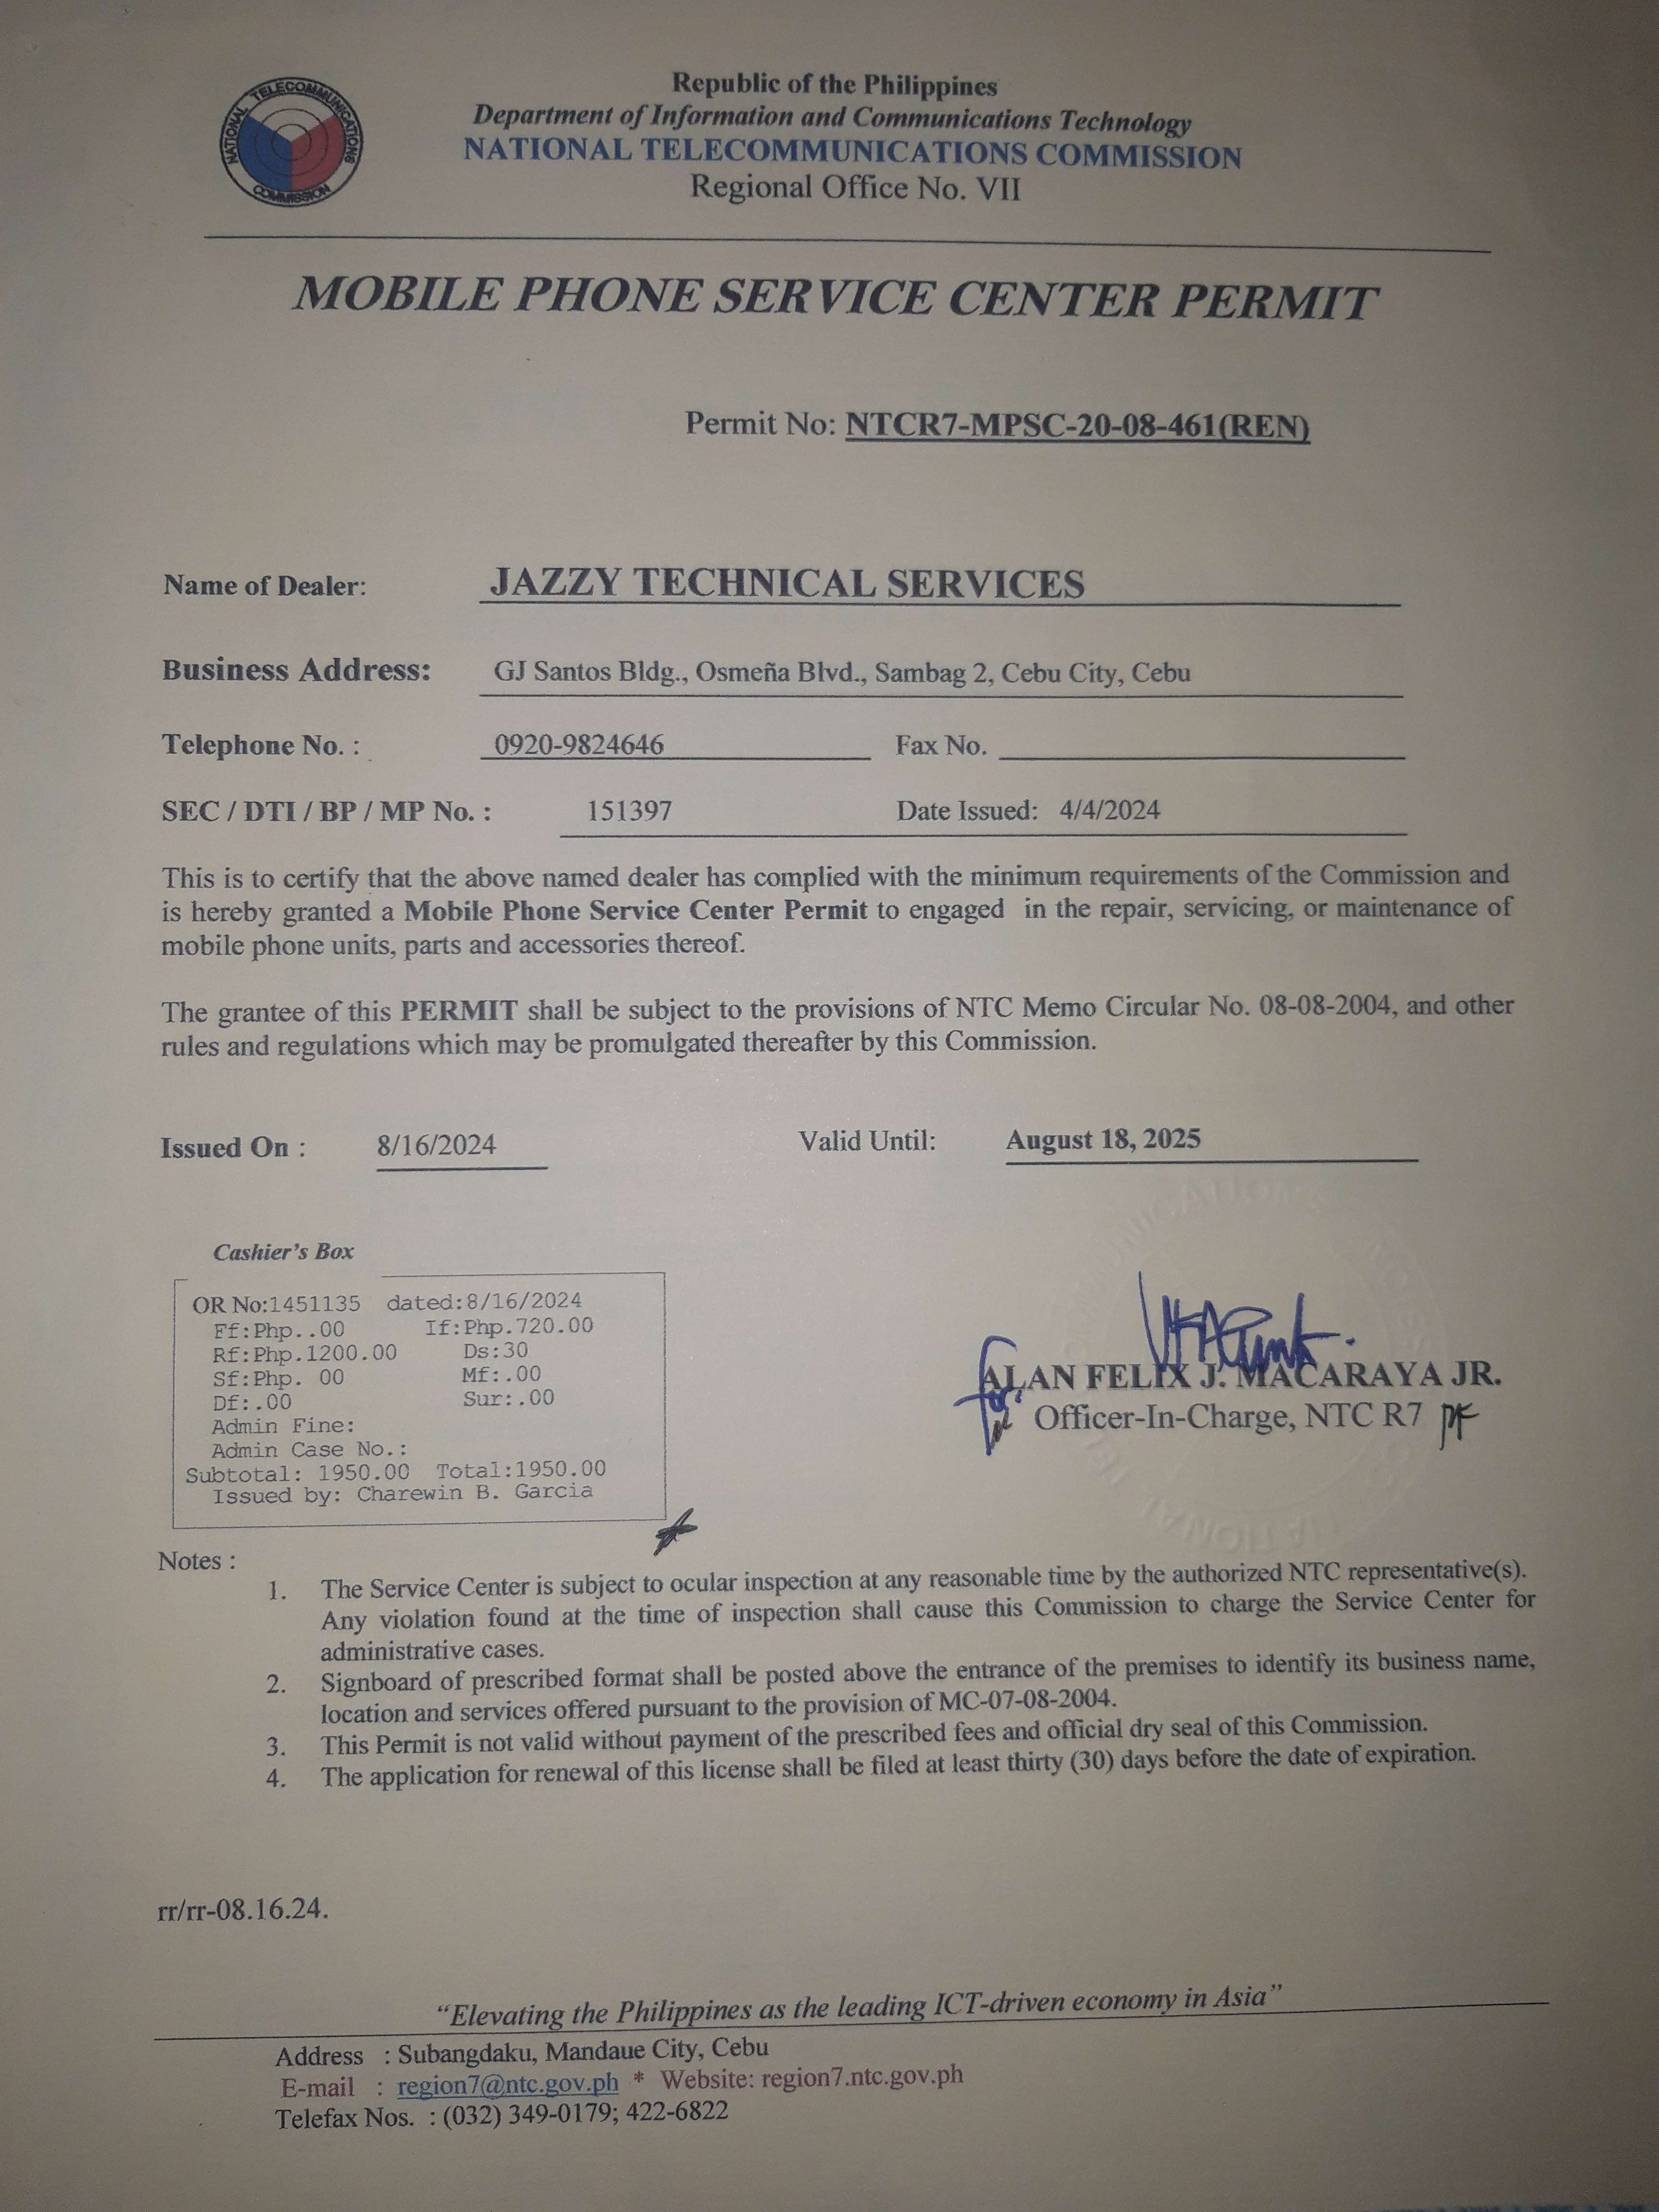 NATIONAL TELECOMMUNICATIONS COMMISSION
Republic of the Philippines
Department of Information and Communications Technology
NATIONAL TELECOMMUNICATIONS COMMISSION
Regional Office No. VII
MOBILE PHONE SERVICE CENTER PERMIT
Permit No: NTCR7-MPSC-20-08-461(REN)
Name of Dealer: JAZZY TECHNICAL SERVICES
Business Address: GJ Santos Bldg., Osmeña Blvd., Sambag 2, Cebu City, Cebu
Telephone No. : 0920-9824646 Fax No.
SEC / DTI / BP / MP No. : 151397 Date Issued: 4/4/2024
This is to certify that the above named dealer has complied with the minimum requirements of the Commission and
is hereby granted a Mobile Phone Service Center Permit to engaged in the repair, servicing, or maintenance of
mobile phone units, parts and accessories thereof.
The grantee of this PERMIT shall be subject to the provisions of NTC Memo Circular No. 08-08-2004, and other
rules and regulations which may be promulgated thereafter by this Commission.
Issued On : 8/16/2024 Valid Until: August 18, 2025
Cashier's Box
OR No:1451135 dated:8/16/2024
Ff:Php..00 If:Php.720.00
Rf:Php.1200.00 Ds:30
Sf:Php. 00 Mf:.00
Df:.00 Sur:.00
Admin Fine:
Admin Case No.:
Subtotal: 1950.00 Total:1950.00
Issued by: Charewin B. Garcia
for:
ALAN FELIX J. MACARAYA JR.
Officer-In-Charge, NTC R7
Notes :
1. The Service Center is subject to ocular inspection at any reasonable time by the authorized NTC representative(s).
Any violation found at the time of inspection shall cause this Commission to charge the Service Center for
administrative cases.
2. Signboard of prescribed format shall be posted above the entrance of the premises to identify its business name,
location and services offered pursuant to the provision of MC-07-08-2004.
3. This Permit is not valid without payment of the prescribed fees and official dry seal of this Commission.
4. The application for renewal of this license shall be filed at least thirty (30) days before the date of expiration.
rr/rr-08.16.24.
"Elevating the Philippines as the leading ICT-driven economy in Asia"
Address : Subangdaku, Mandaue City, Cebu
E-mail : region7@ntc.gov.ph * Website: region7.ntc.gov.ph
Telefax Nos. : (032) 349-0179; 422-6822